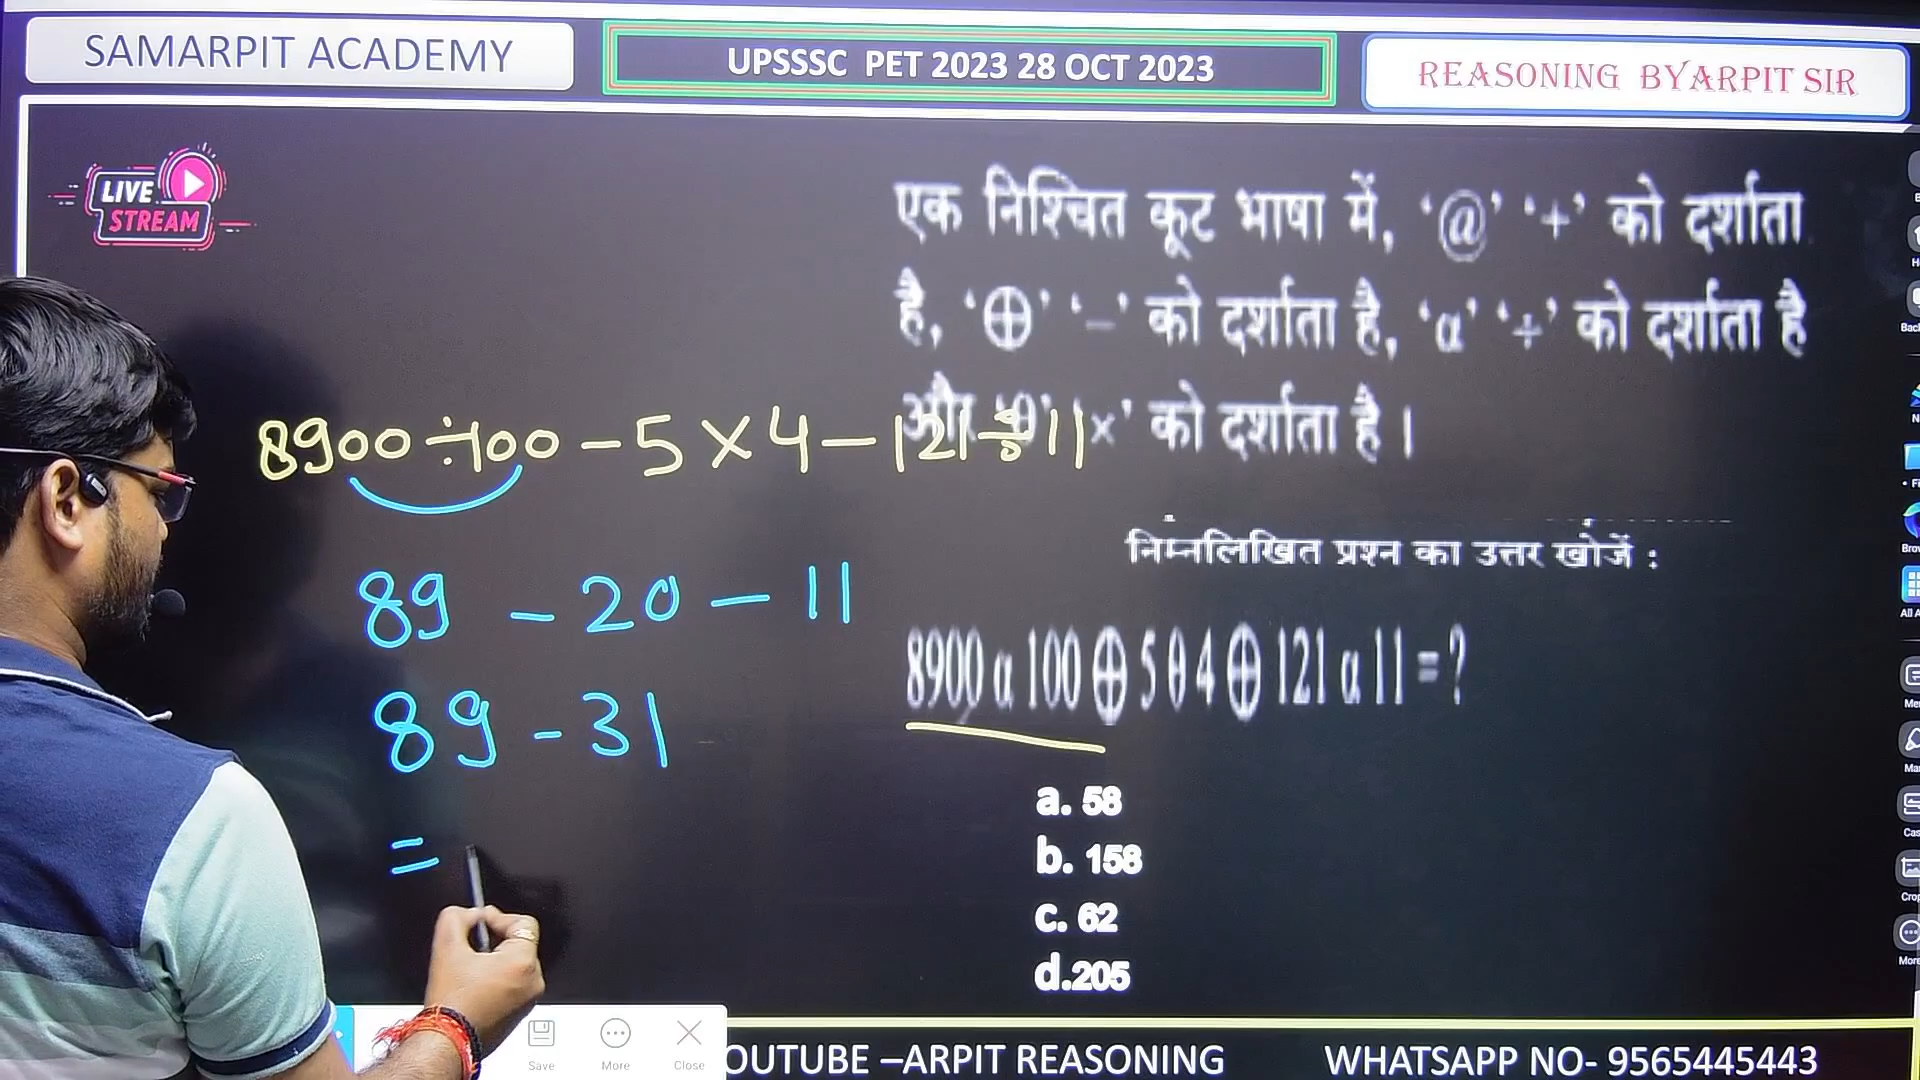 SAMARPIT ACADEMY
UPSSSC PET 2023 28 OCT 2023
REASONING BYARPIT SIR
LIVE
STREAM
एक निश्चित कूट भाषा में, ‘@’ ‘+’ को दर्शाता
है, ‘⊕’ ‘–’ को दर्शाता है, ‘α’ ‘÷’ को दर्शाता है
और ‘θ’ ‘×’ को दर्शाता है।
8900 ÷ 100 – 5 × 4 – 121 ÷ 11
निम्नलिखित प्रश्न का उत्तर खोजें :
89 – 20 – 11
8900 α 100 ⊕ 5 θ 4 ⊕ 121 α 11 = ?
89 – 31
=
a. 58
b. 158
c. 62
d.205
Save
More
Close
OUTUBE –ARPIT REASONING
WHATSAPP NO- 9565445443